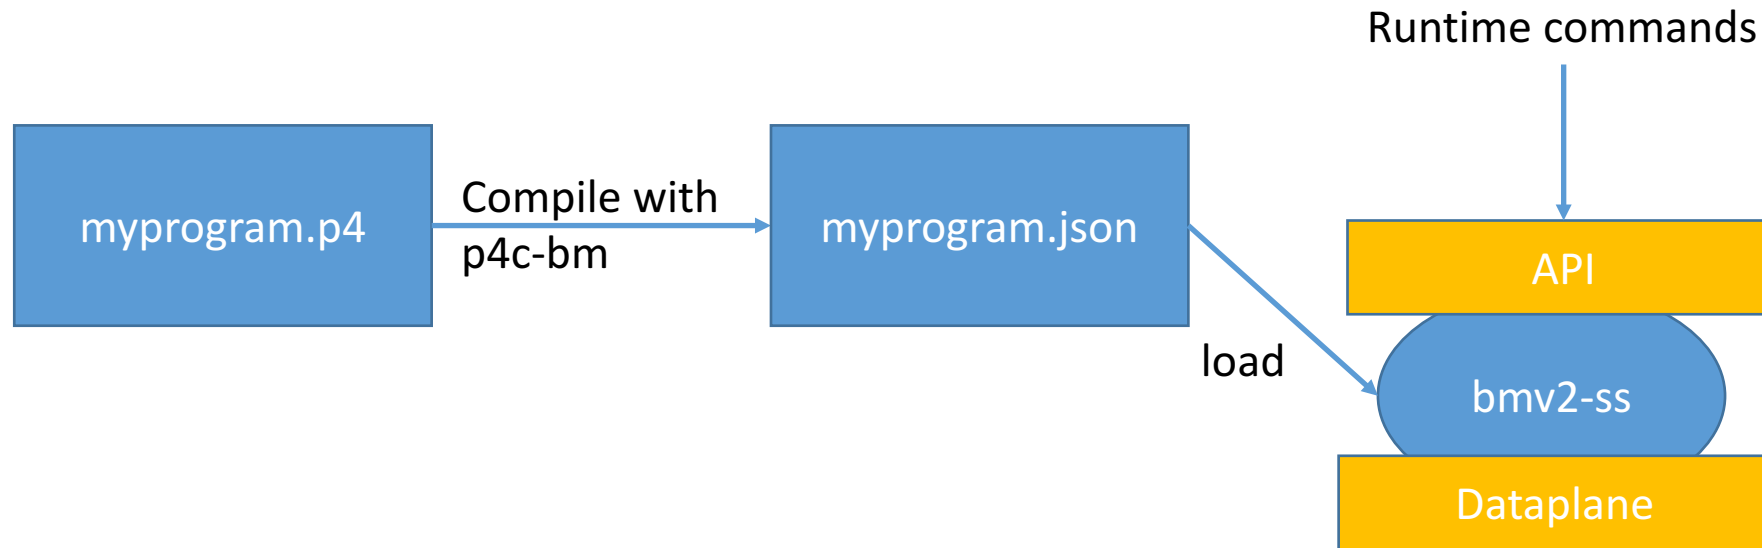 Runtime commands
myprogram.p4
Compile with
p4c-bm
myprogram.json
API
load
bmv2-ss
Dataplane